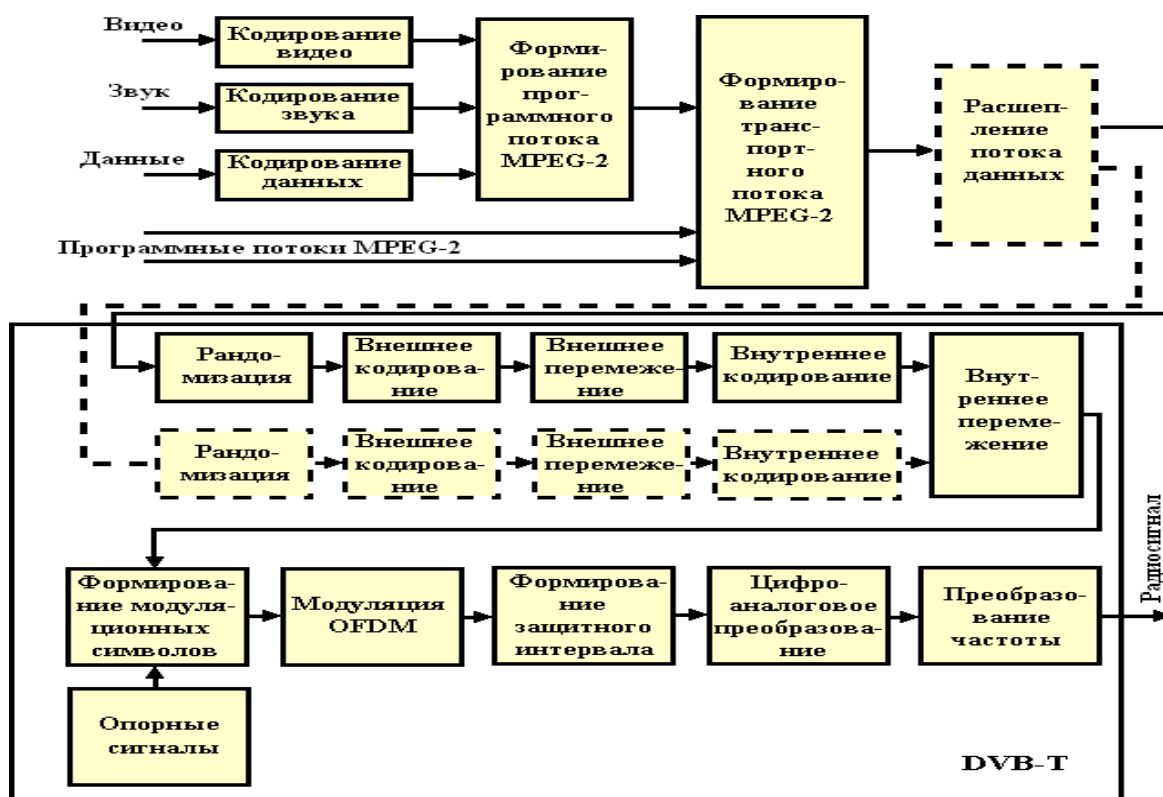 Видео
Кодирование
видео
Звук
Кодирование
звука
Данные
Кодирование
данных
Форми-
рование
прог-
раммного
потока
MPEG-2
Программные потоки MPEG-2
Формиро-
вание
транс-
порт-
ного
потока
MPEG-2
Расшеп-
ление
потока
данных
Рандо-
мизация
Внешнее
кодирова-
ние
Внешнее
перемеже-
ние
Внутреннее
кодирование
Внут-
реннее
переме-
жение
Рандо-
мизация
Внешнее
кодирова-
ние
Внешнее
перемеже-
ние
Внутреннее
кодирование
Формирова-
ние модуля-
ционных
символов
Модуляция
OFDM
Формирова-
ние
защитного
интервала
Цифро-
аналоговое
преобразова-
ние
Преобразо-
вание
частоты
Радиосигнал
Опорные
сигналы
DVB-T